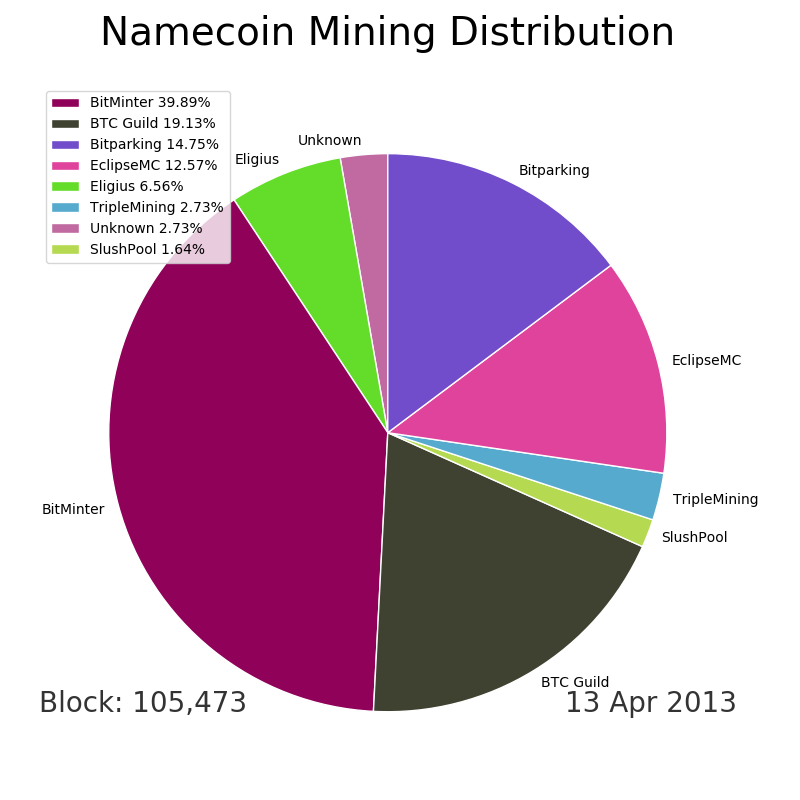 Namecoin Mining Distribution
BitMinter 39.89%
BTC Guild 19.13%
Bitparking 14.75%
EclipseMC 12.57%
Eligius 6.56%
TripleMining 2.73%
Unknown 2.73%
SlushPool 1.64%
Unknown
Eligius
Bitparking
EclipseMC
BitMinter
TripleMining
SlushPool
BTC Guild
Block: 105,473
13 Apr 2013